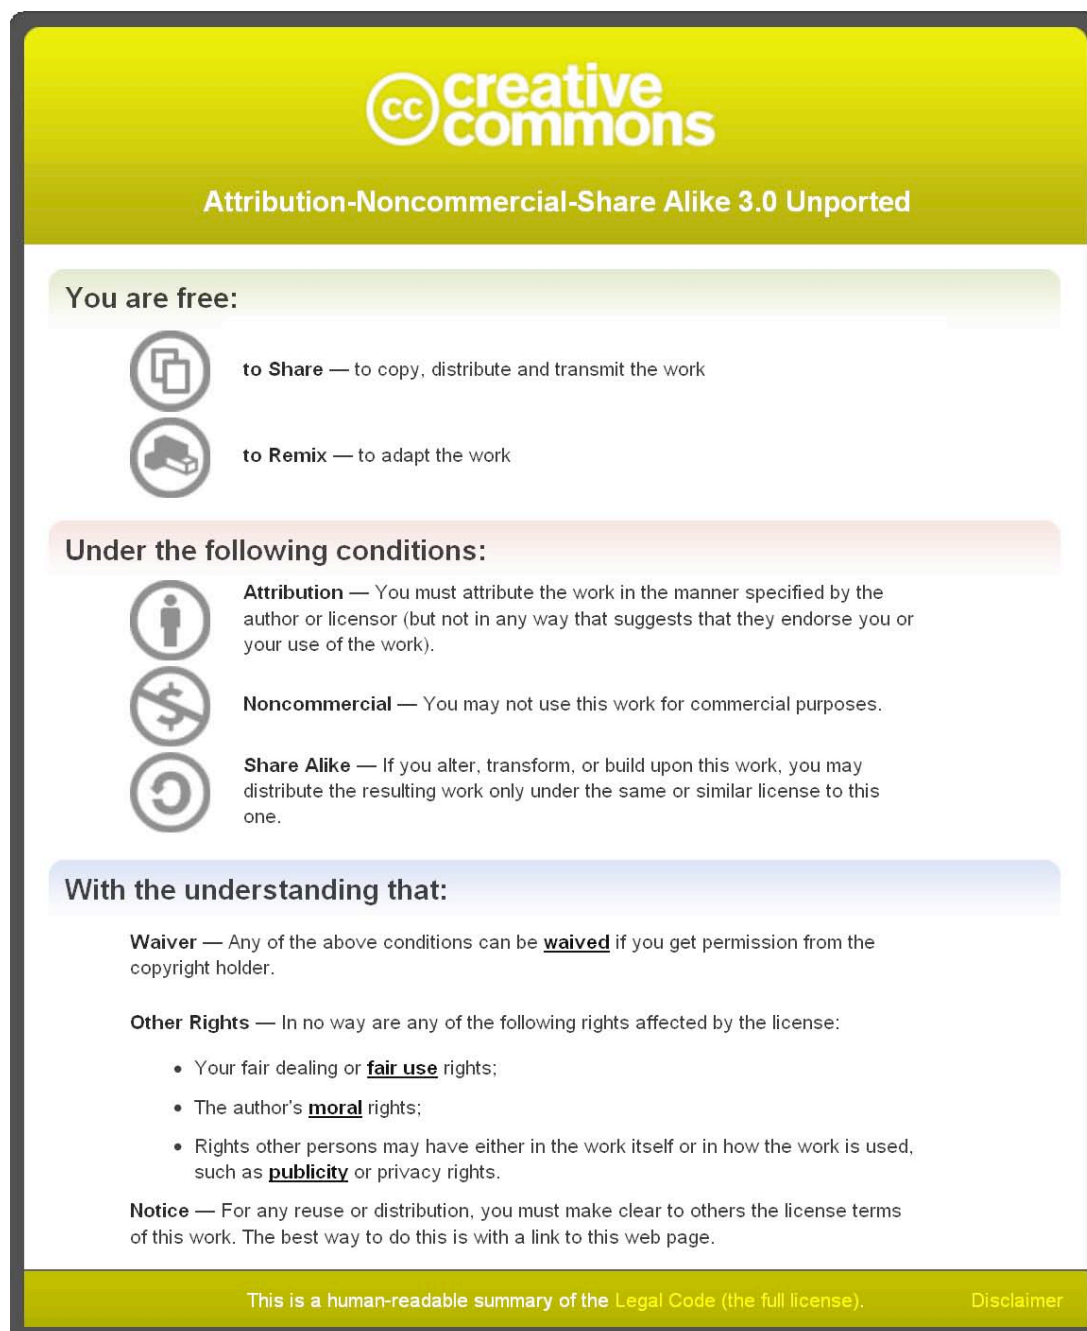 cc creative
commons
Attribution-Noncommercial-Share Alike 3.0 Unported
You are free:
to Share — to copy, distribute and transmit the work
to Remix — to adapt the work
Under the following conditions:
Attribution — You must attribute the work in the manner specified by the
author or licensor (but not in any way that suggests that they endorse you or
your use of the work).
$
Noncommercial — You may not use this work for commercial purposes.
Share Alike — If you alter, transform, or build upon this work, you may
distribute the resulting work only under the same or similar license to this
one.
With the understanding that:
Waiver — Any of the above conditions can be waived if you get permission from the
copyright holder.
Other Rights — In no way are any of the following rights affected by the license:
• Your fair dealing or fair use rights;
• The author's moral rights;
• Rights other persons may have either in the work itself or in how the work is used,
such as publicity or privacy rights.
Notice — For any reuse or distribution, you must make clear to others the license terms
of this work. The best way to do this is with a link to this web page.
This is a human-readable summary of the Legal Code (the full license). Disclaimer